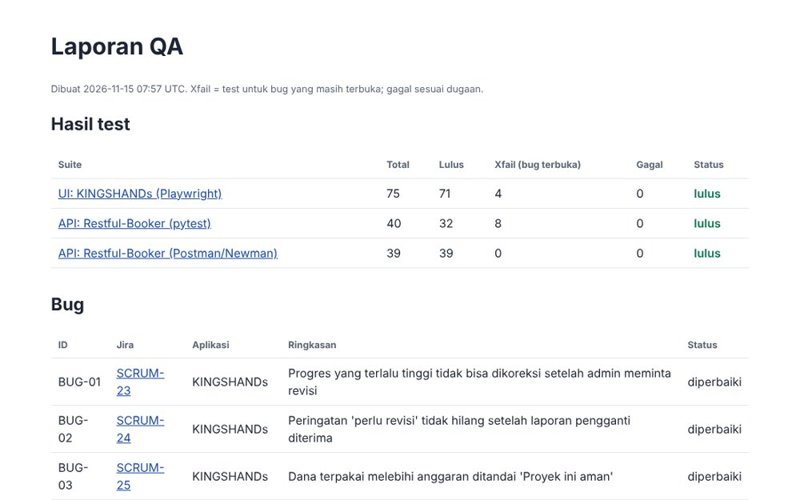 Laporan QA
Dibuat 2026-11-15 07:57 UTC. Xfail = test untuk bug yang masih terbuka; gagal sesuai dugaan.
Hasil test
Suite Total Lulus Xfail (bug terbuka) Gagal Status
UI: KINGSHANDs (Playwright) 75 71 4 0 lulus
API: Restful-Booker (pytest) 40 32 8 0 lulus
API: Restful-Booker (Postman/Newman) 39 39 0 0 lulus
Bug
ID Jira Aplikasi Ringkasan Status
BUG-01 SCRUM-23 KINGSHANDs Progres yang terlalu tinggi tidak bisa dikoreksi setelah admin meminta revisi diperbaiki
BUG-02 SCRUM-24 KINGSHANDs Peringatan 'perlu revisi' tidak hilang setelah laporan pengganti diterima diperbaiki
BUG-03 SCRUM-25 KINGSHANDs Dana terpakai melebihi anggaran ditandai 'Proyek ini aman' diperbaiki